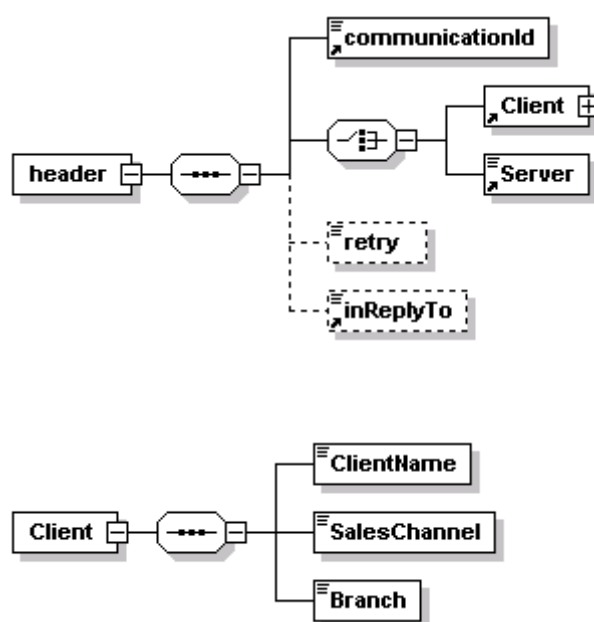 communicationId
Client
header
Server
retry
inReplyTo
ClientName
Client
SalesChannel
Branch